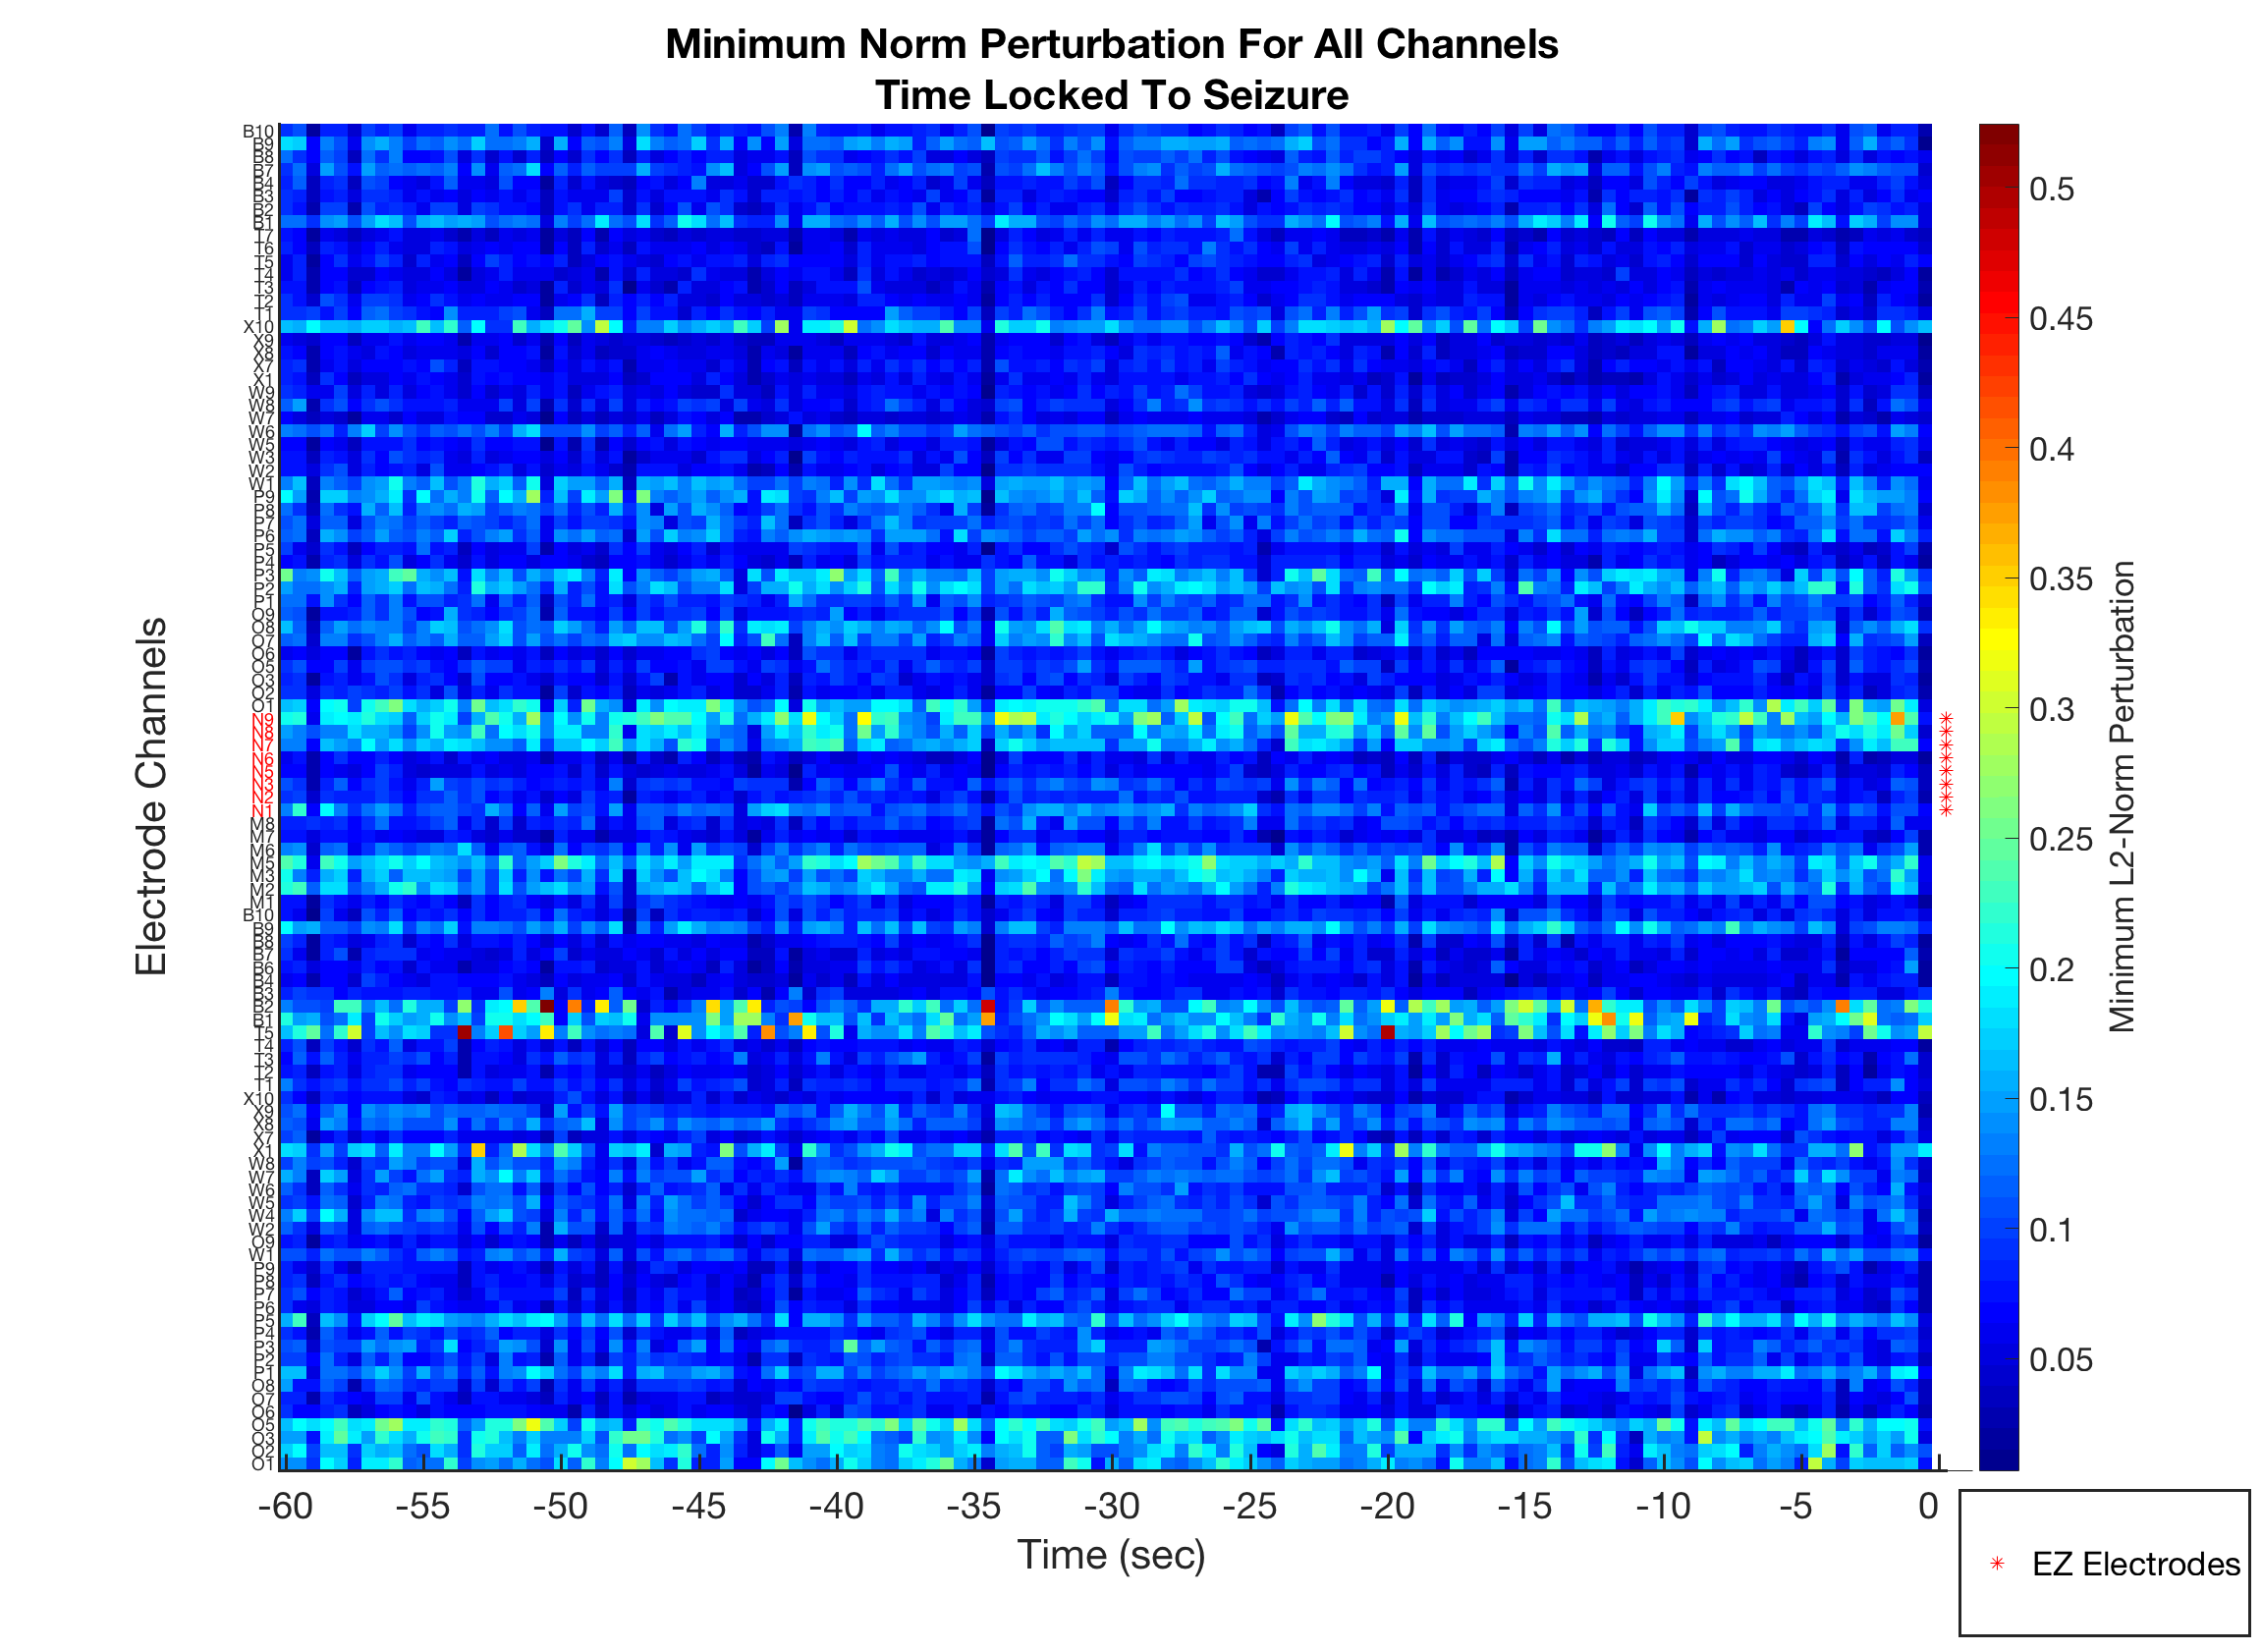 Minimum Norm Perturbation For All Channels
Time Locked To Seizure
Electrode Channels
B10
B9
B8
B7
B4
B3
B2
B1
T7
T6
T5
T4
T3
T2
T1
X10
X9
X8
X7
X1
W9
W8
W7
W6
W5
W3
W2
W1
P9
P8
P7
P6
P5
P4
P3
P2
P1
O9
O8
O7
O6
O5
O3
O2
O1
N9
N8
N7
N6
N5
N3
N2
N1
M8
M7
M6
M5
M3
M2
M1
B10
B9
B8
B7
B6
B4
B3
B2
B1
T5
T4
T3
T2
T1
X10
X9
X8
X7
X1
W8
W7
W6
W5
W4
W2
O9
W1
P9
P8
P7
P6
P5
P4
P3
P2
P1
O8
O7
O6
O5
O3
O2
O1
-60 -55 -50 -45 -40 -35 -30 -25 -20 -15 -10 -5 0
Time (sec)
0.5
0.45
0.4
0.35
0.3
0.25
0.2
0.15
0.1
0.05
Minimum L2-Norm Perturbation
EZ Electrodes